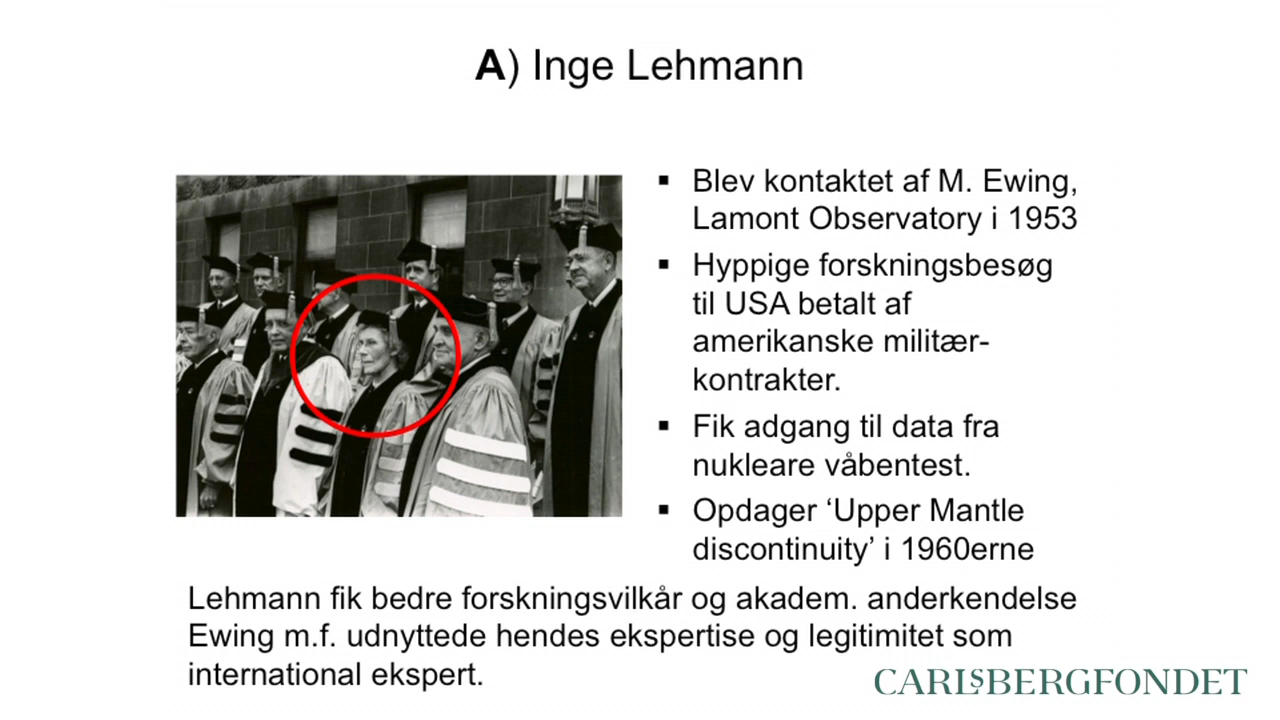 A) Inge Lehmann
▪ Blev kontaktet af M. Ewing,
Lamont Observatory i 1953
▪ Hyppige forskningsbesøg
til USA betalt af
amerikanske militær-
kontrakter.
▪ Fik adgang til data fra
nukleare våbentest.
▪ Opdager ‘Upper Mantle
discontinuity’ i 1960erne
Lehmann fik bedre forskningsvilkår og akadem. anderkendelse
Ewing m.f. udnyttede hendes ekspertise og legitimitet som
international ekspert.
CARLSBERGFONDET